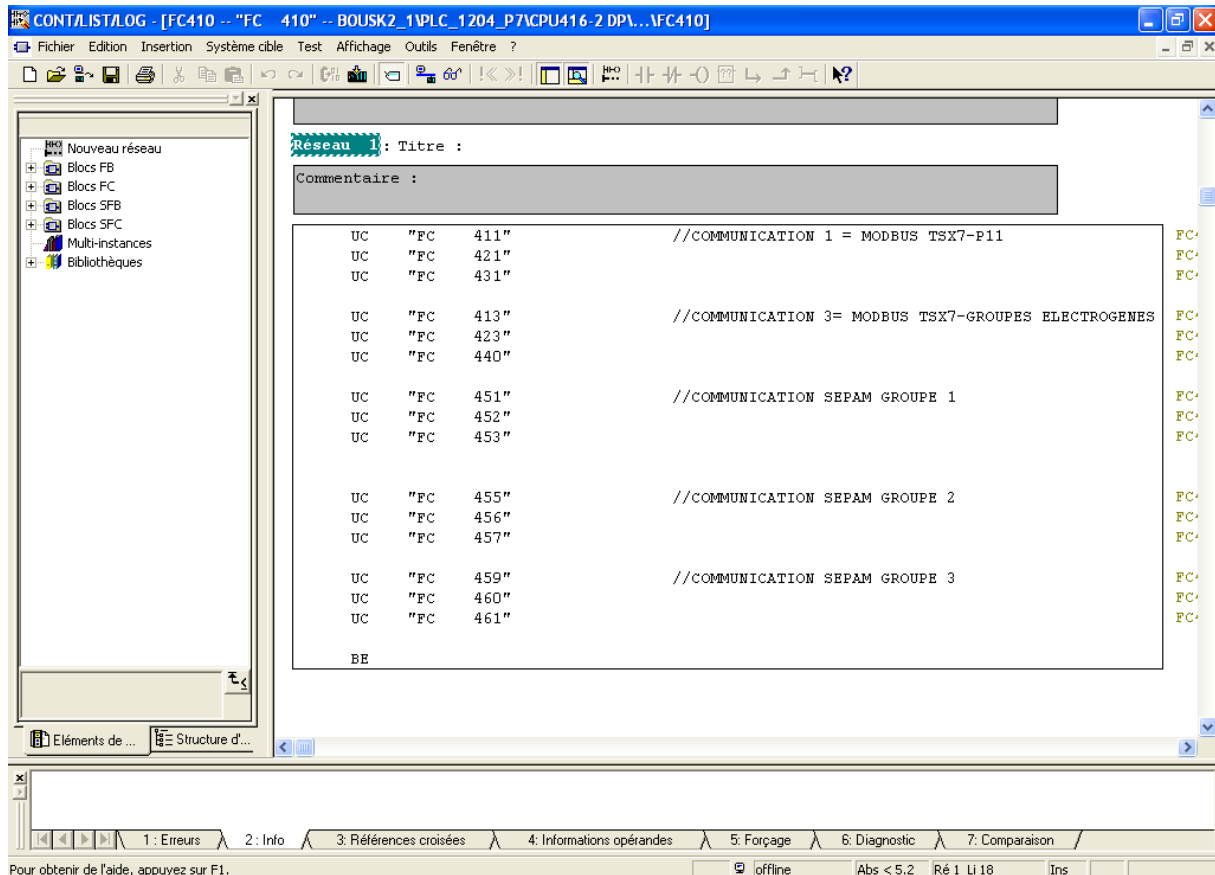 CONT/LIST/LOG - [FC410 -- "FC    410" -- BOUSK2_1\PLC_1204_P7\CPU416-2 DP\...\FC410]
Fichier Edition Insertion Système cible Test Affichage Outils Fenêtre ?
Nouveau réseau
Blocs FB
Blocs FC
Blocs SFB
Blocs SFC
Multi-instances
Bibliothèques
Eléments de ... Structure d'...
Réseau 1: Titre :
Commentaire :
UC "FC 411" //COMMUNICATION 1 = MODBUS TSX7-P11
UC "FC 421"
UC "FC 431"
UC "FC 413" //COMMUNICATION 3= MODBUS TSX7-GROUPES ELECTROGENES
UC "FC 423"
UC "FC 440"
UC "FC 451" //COMMUNICATION SEPAM GROUPE 1
UC "FC 452"
UC "FC 453"
UC "FC 455" //COMMUNICATION SEPAM GROUPE 2
UC "FC 456"
UC "FC 457"
UC "FC 459" //COMMUNICATION SEPAM GROUPE 3
UC "FC 460"
UC "FC 461"
BE
1 : Erreurs 2 : Info 3: Références croisées 4: Informations opérandes 5: Forçage 6: Diagnostic 7: Comparaison
Pour obtenir de l'aide, appuyez sur F1. offline Abs < 5.2 Ré 1 Li 18 Ins